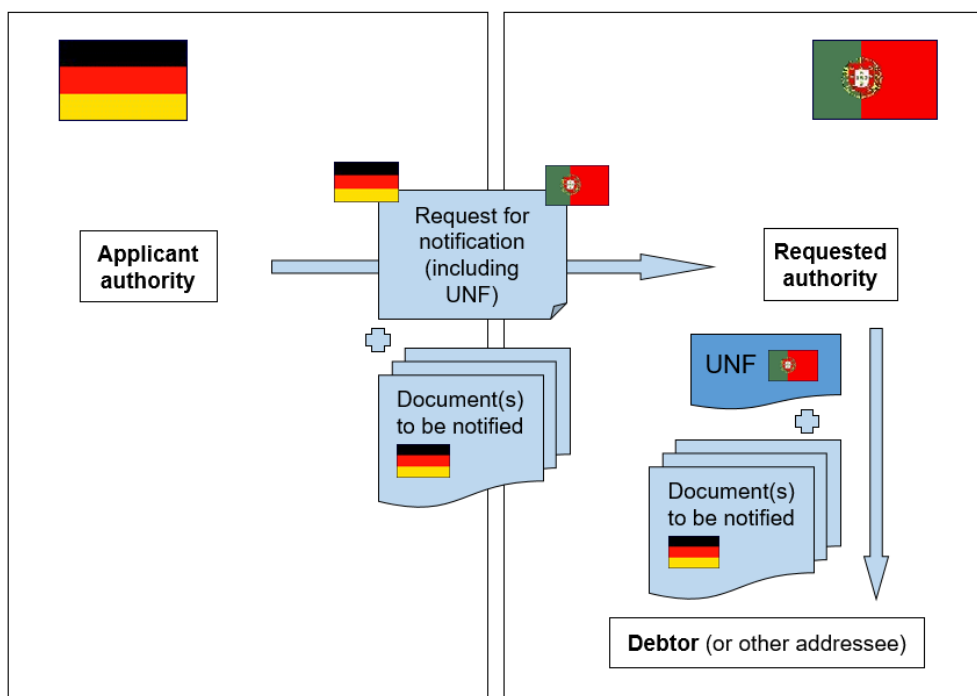 Request for
notification
(including
UNF)
Applicant
authority
Requested
authority
UNF
Document(s)
to be notified
Document(s)
to be notified
Debtor (or other addressee)